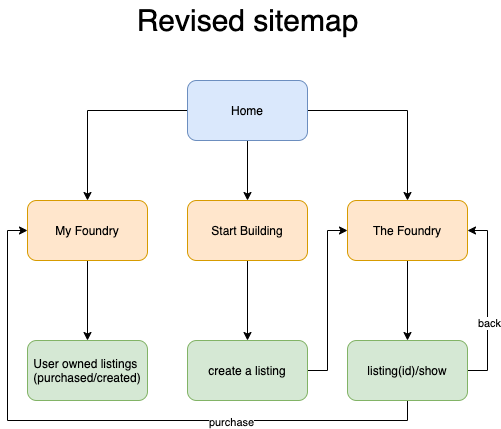 Revised sitemap
Home
My Foundry
Start Building
The Foundry
back
User owned listings
(purchased/created)
create a listing
listing(id)/show
purchase